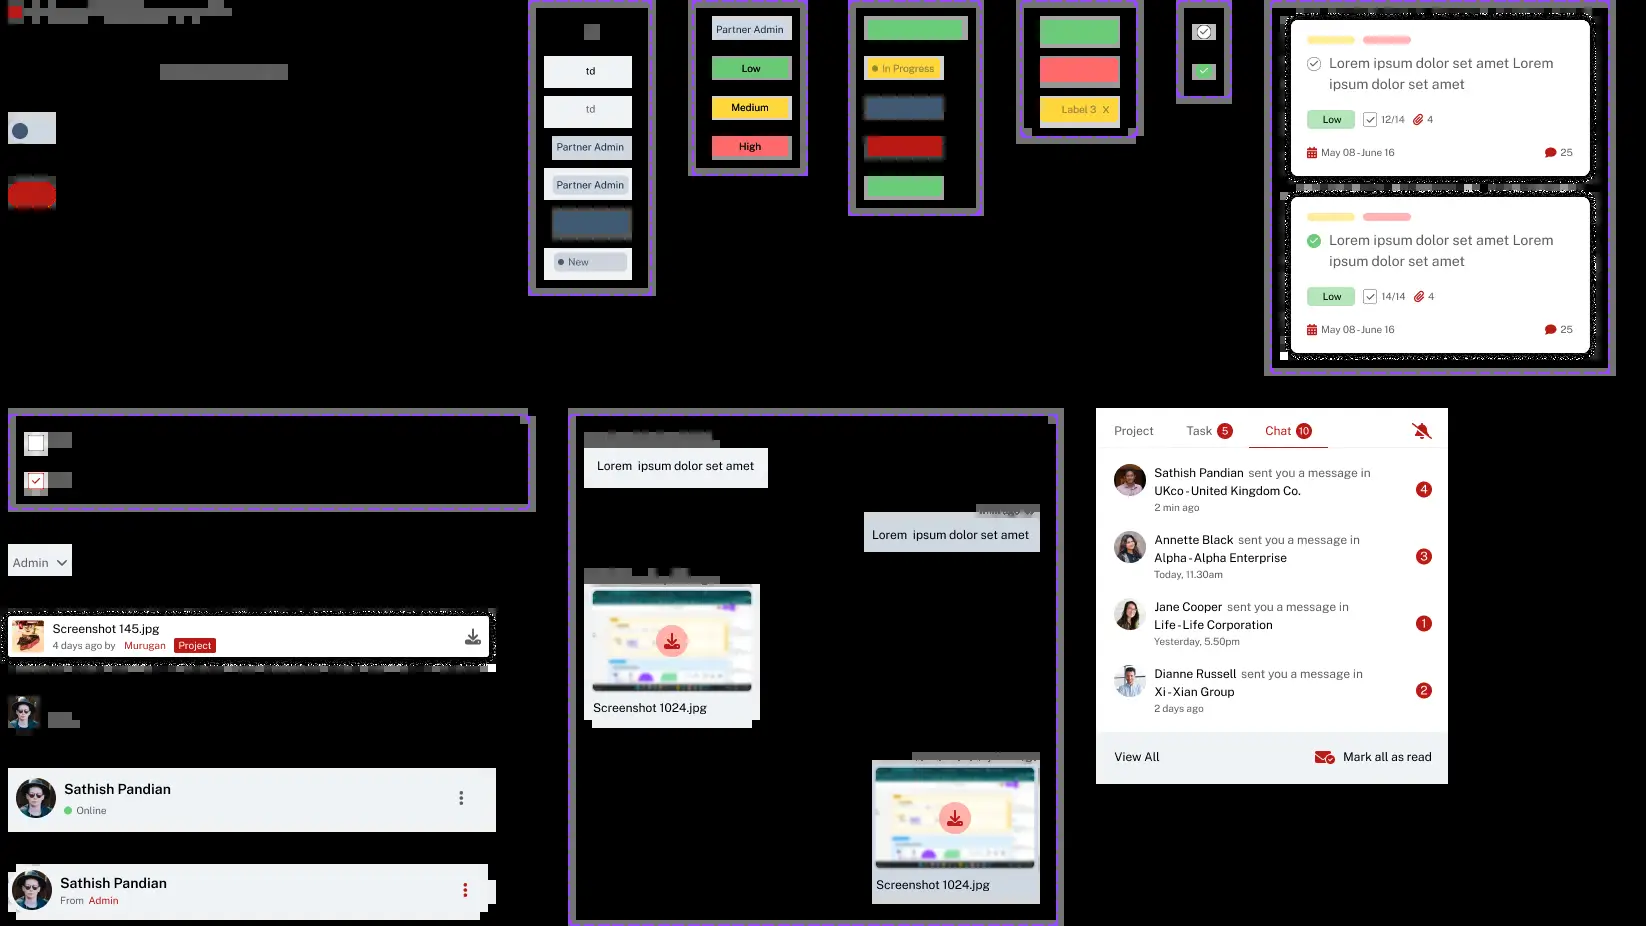 td
td
Partner Admin
Partner Admin
New
Partner Admin
Low
Medium
High
In Progress
Label 3 X
Lorem ipsum dolor set amet Lorem
ipsum dolor set amet
Low 12/14 4
May 08 - June 16 25
Lorem ipsum dolor set amet Lorem
ipsum dolor set amet
Low 14/14 4
May 08 - June 16 25
Admin
Screenshot 145.jpg
4 days ago by Murugan Project
Sathish Pandian
Online
Sathish Pandian
From Admin
Lorem ipsum dolor set amet
Lorem ipsum dolor set amet
Screenshot 1024.jpg
Screenshot 1024.jpg
Project Task 5 Chat 10
Sathish Pandian sent you a message in
UKco - United Kingdom Co. 4
2 min ago
Annette Black sent you a message in
Alpha - Alpha Enterprise 3
Today, 11.30am
Jane Cooper sent you a message in
Life - Life Corporation 1
Yesterday, 5.50pm
Dianne Russell sent you a message in
Xi - Xian Group 2
2 days ago
View All Mark all as read